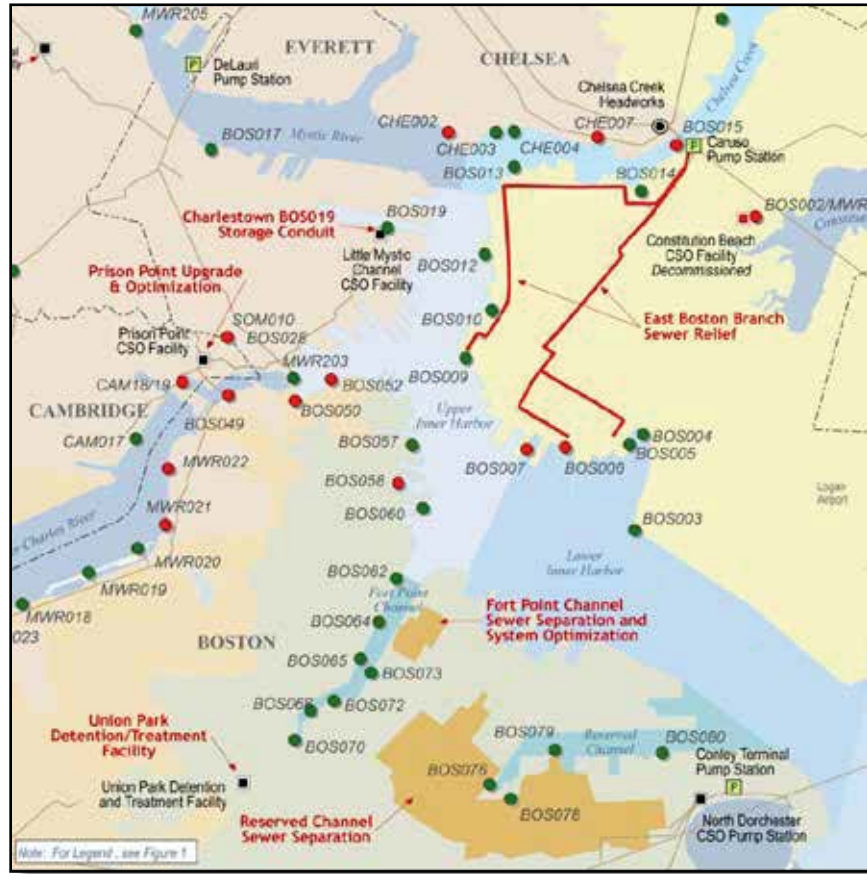 MWR205
EVERETT
CHELSEA
DeLauri
Pump Station
Chelsea Creek
Chelsea Creek
Headworks
CHE002
CHE007
BOS015
BOS017
Mystic River
CHE003
CHE004
Caruso
Pump Station
BOS013
BOS014
Charlestown BOS019
Storage Conduit
BOS019
BOS002/MWR
Little Mystic
Channel
CSO Facility
Constitution Beach
CSO Facility
Decommissioned
BOS012
Prison Point Upgrade
& Optimization
East Boston Branch
Sewer Relief
SOM010
BOS010
BOS028
Prison Point
CSO Facility
MWR203
BOS009
CAM18/19
BOS052
CAMBRIDGE
BOS049
BOS050
Upper
Inner Harbor
CAM017
BOS057
BOS004
BOS005
MWR022
BOS007
BOS006
BOS058
Logan
Airport
MWR021
BOS060
BOS003
Charles River
MWR020
Lower
Inner Harbor
MWR019
BOS062
Fort Point
Channel
MWR018
Fort Point Channel
Sewer Separation and
System Optimization
BOS064
023
BOSTON
BOS065
BOS073
BOS072
Union Park
Detention/Treatment
Facility
BOS070
BOS079
Reserved
Channel
BOS080
Conley Terminal
Pump Station
BOS076
Union Park Detention
and Treatment Facility
BOS078
Reserved Channel
Sewer Separation
North Dorchester
CSO Pump Station
Note: For Legend, see Figure 1